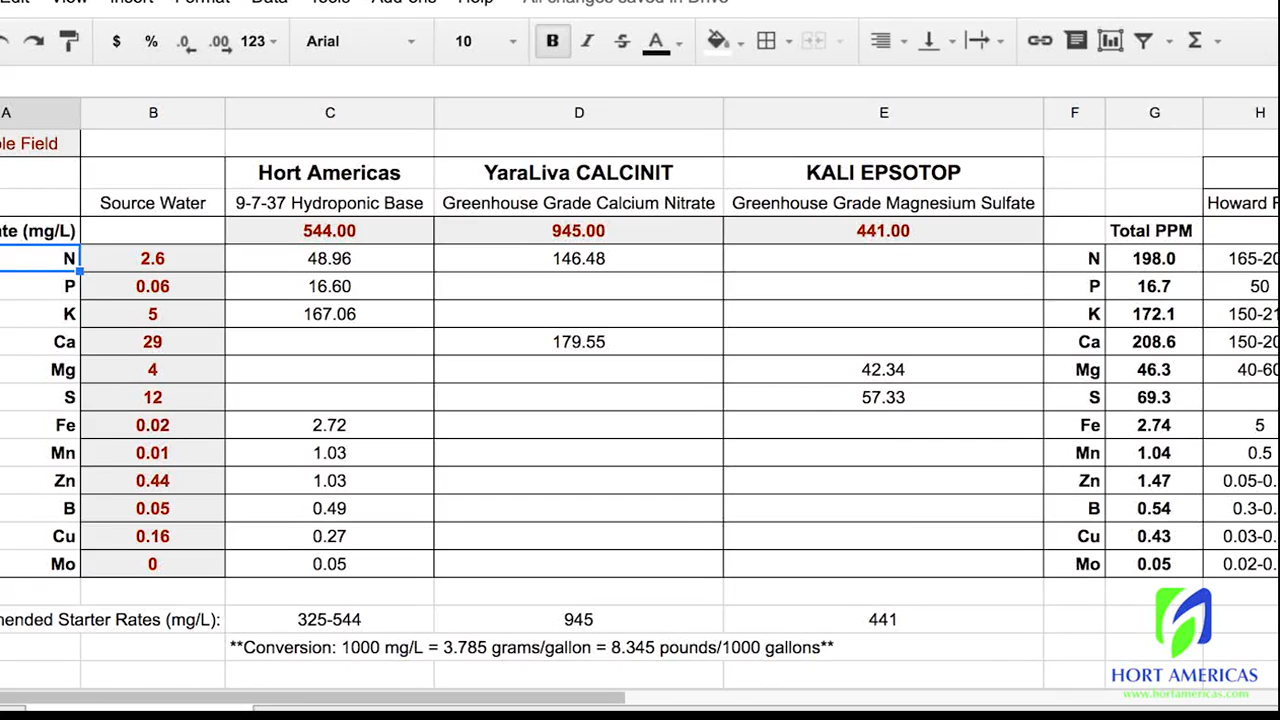 Edit View Insert Format Data Tools Add-ons Help All changes saved in Drive
$ % .0 .00 123 Arial 10 B I S A Σ
A B C D E F G H
ble Field
Hort Americas YaraLiva CALCINIT KALI EPSOTOP
Source Water 9-7-37 Hydroponic Base Greenhouse Grade Calcium Nitrate Greenhouse Grade Magnesium Sulfate Howard
ate (mg/L) 544.00 945.00 441.00 Total PPM
N 2.6 48.96 146.48 N 198.0 165-20
P 0.06 16.60 P 16.7 50
K 5 167.06 K 172.1 150-21
Ca 29 179.55 Ca 208.6 150-20
Mg 4 42.34 Mg 46.3 40-60
S 12 57.33 S 69.3
Fe 0.02 2.72 Fe 2.74 5
Mn 0.01 1.03 Mn 1.04 0.5
Zn 0.44 1.03 Zn 1.47 0.05-0.
B 0.05 0.49 B 0.54 0.3-0.
Cu 0.16 0.27 Cu 0.43 0.03-0.
Mo 0 0.05 Mo 0.05 0.02-0.
mended Starter Rates (mg/L): 325-544 945 441
**Conversion: 1000 mg/L = 3.785 grams/gallon = 8.345 pounds/1000 gallons**
HORT AMERICAS
www.hortamericas.com